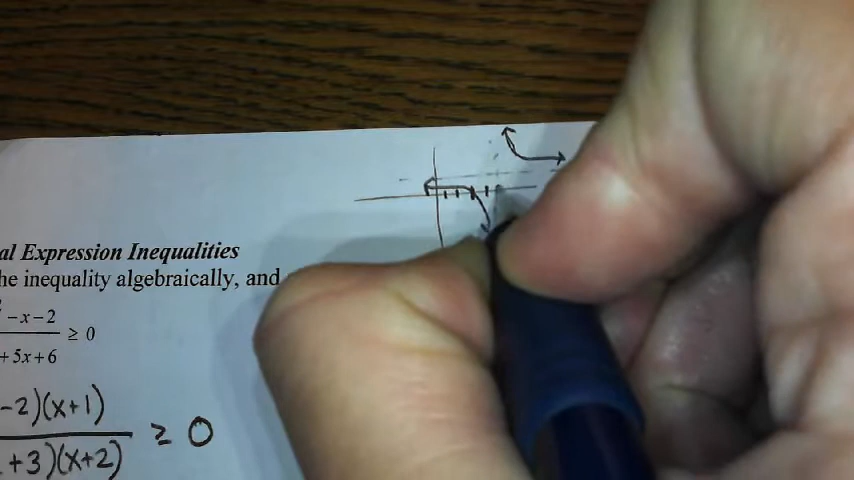 al Expression Inequalities
he inequality algebraically, and
-x-2
+5x+6
≥ 0
-2)(x+1)
+3)(x+2)
≥ 0